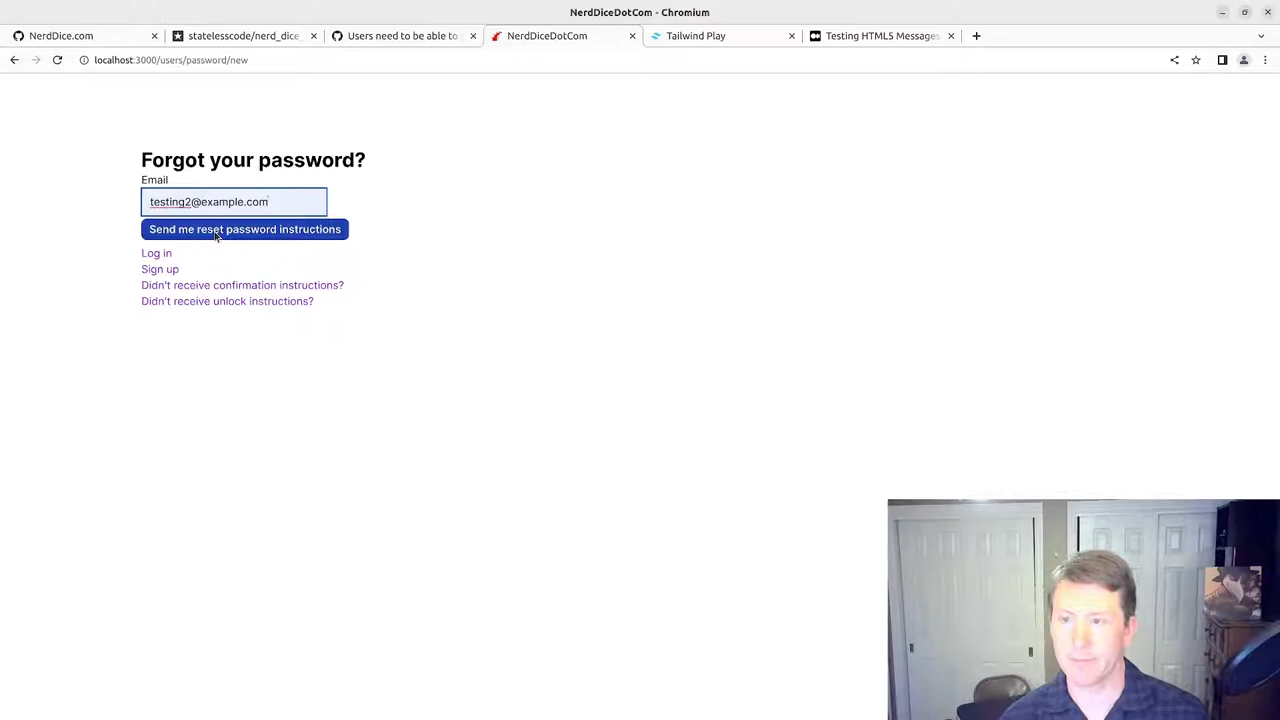 NerdDiceDotCom - Chromium
NerdDice.com
statelesscode/nerd_dice_
Users need to be able to
NerdDiceDotCom
Tailwind Play
Testing HTML5 Messages
localhost:3000/users/password/new
Forgot your password?
Email
testing2@example.com
Send me reset password instructions
Log in
Sign up
Didn't receive confirmation instructions?
Didn't receive unlock instructions?